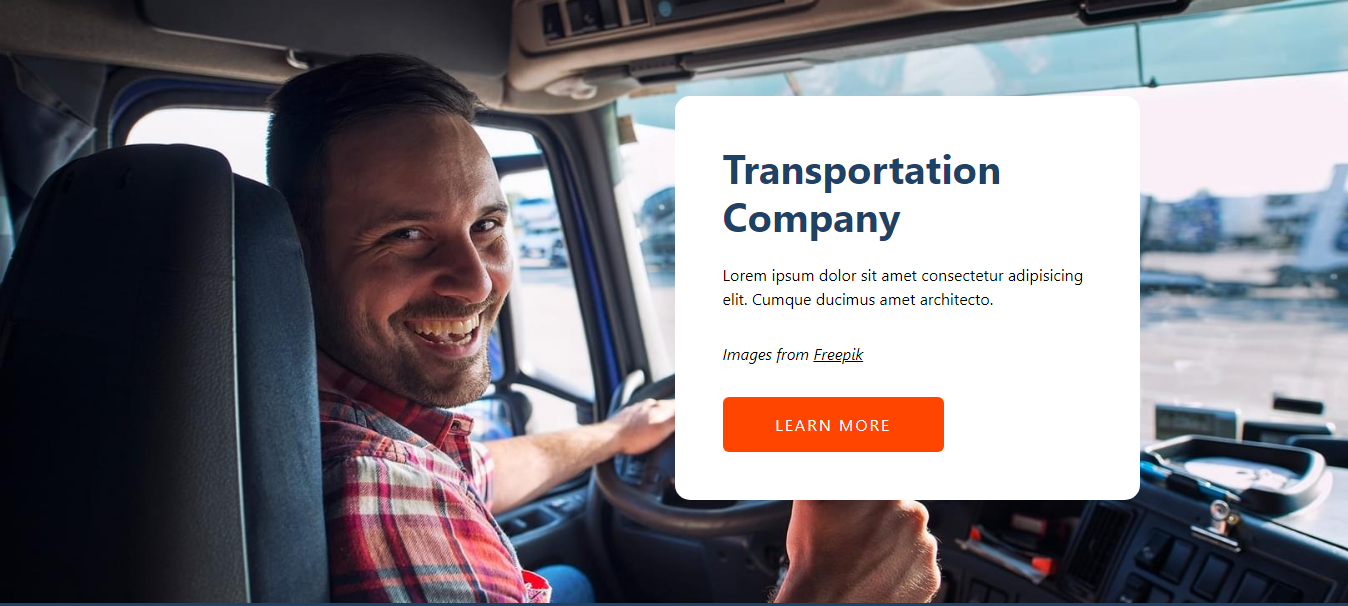 Transportation
Company
Lorem ipsum dolor sit amet consectetur adipisicing
elit. Cumque ducimus amet architecto.
Images from Freepik
LEARN MORE